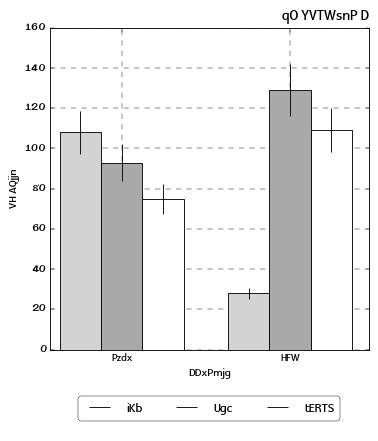 qO YVTWsnP D
160
140
120
100
80
60
40
20
0
VH AQjjn
Pzdx HFW
DDxPmjg
iKb Ugc tERTS